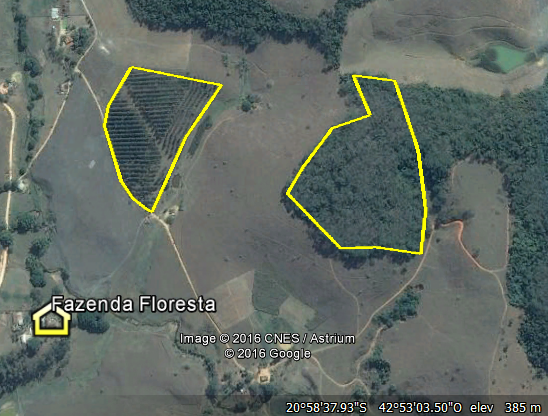 Fazenda Floresta
Image © 2016 CNES / Astrium
© 2016 Google
20°58'37.93"S 42°53'03.50"O elev 385 m